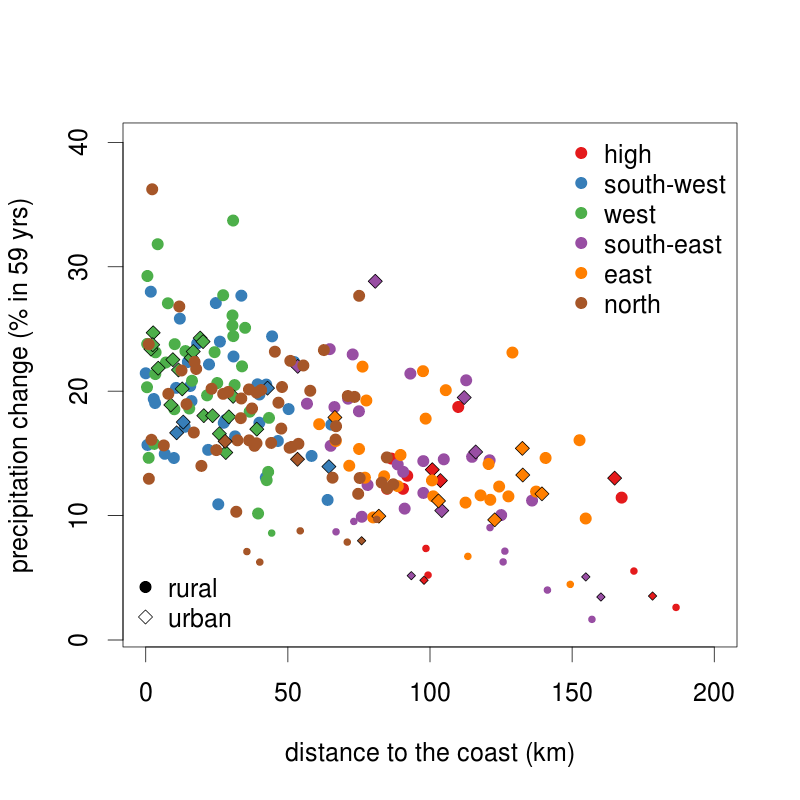 precipitation change (% in 59 yrs)
40
30
20
10
0
high
south-west
west
south-east
east
north
rural
urban
0 50 100 150 200
distance to the coast (km)